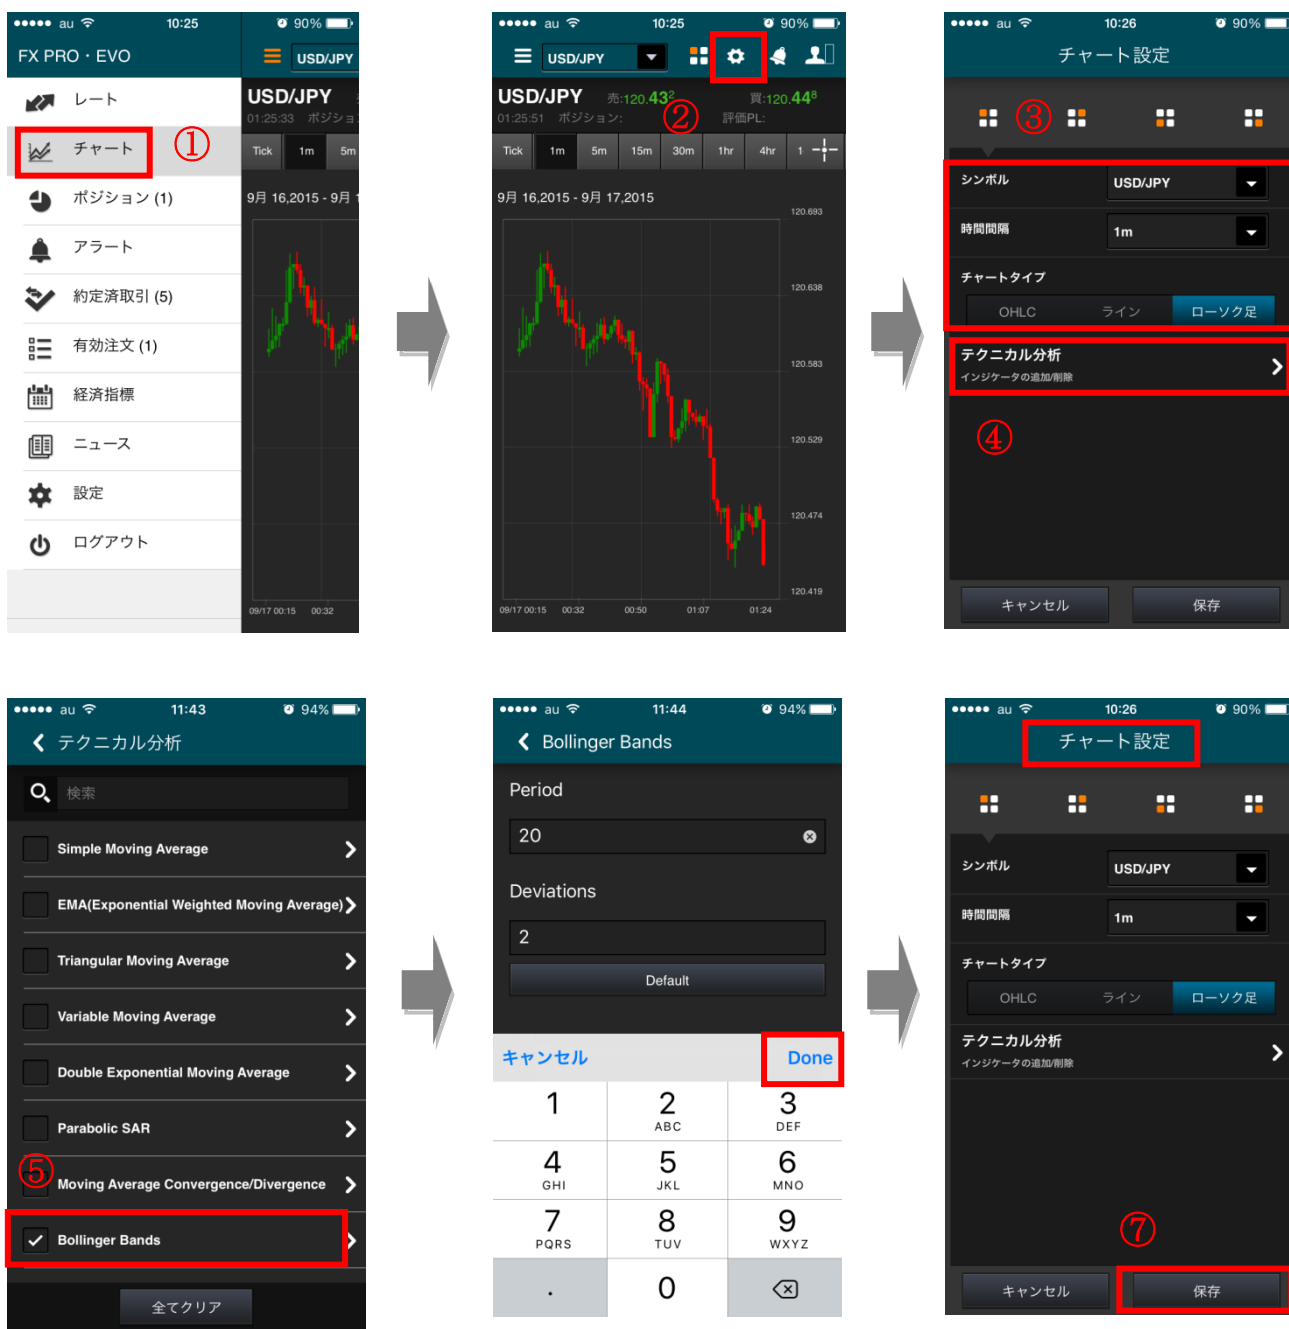 au 10:25 90%
FX PRO・EVO
USD/JPY
レート
チャート
①
ポジション (1)
アラート
約定済取引 (5)
有効注文 (1)
経済指標
ニュース
設定
ログアウト
USD/JPY
01:25:33 ポジショ
Tick 1m 5m
9月 16,2015 - 9月 1
09/17 00:15 00:32
au 10:25 90%
USD/JPY
USD/JPY 売:120.43² 買:120.44⁸
01:25:51 ポジション: ② 評価PL:
Tick 1m 5m 15m 30m 1hr 4hr 1
9月 16,2015 - 9月 17,2015
120.693
120.638
120.583
120.529
120.474
120.419
09/17 00:15 00:32 00:50 01:07 01:24
au 10:26 90%
チャート設定
③
シンボル USD/JPY
時間間隔 1m
チャートタイプ
OHLC ライン ローソク足
テクニカル分析
インジケータの追加/削除
④
キャンセル 保存
au 11:43 94%
テクニカル分析
検索
Simple Moving Average
EMA(Exponential Weighted Moving Average)
Triangular Moving Average
Variable Moving Average
Double Exponential Moving Average
Parabolic SAR
⑤
Moving Average Convergence/Divergence
Bollinger Bands
全てクリア
au 11:44 94%
Bollinger Bands
Period
20
Deviations
2
Default
キャンセル Done
1 2 3
ABC DEF
4 5 6
GHI JKL MNO
7 8 9
PQRS TUV WXYZ
. 0
au 10:26 90%
チャート設定
シンボル USD/JPY
時間間隔 1m
チャートタイプ
OHLC ライン ローソク足
テクニカル分析
インジケータの追加/削除
⑦
キャンセル 保存